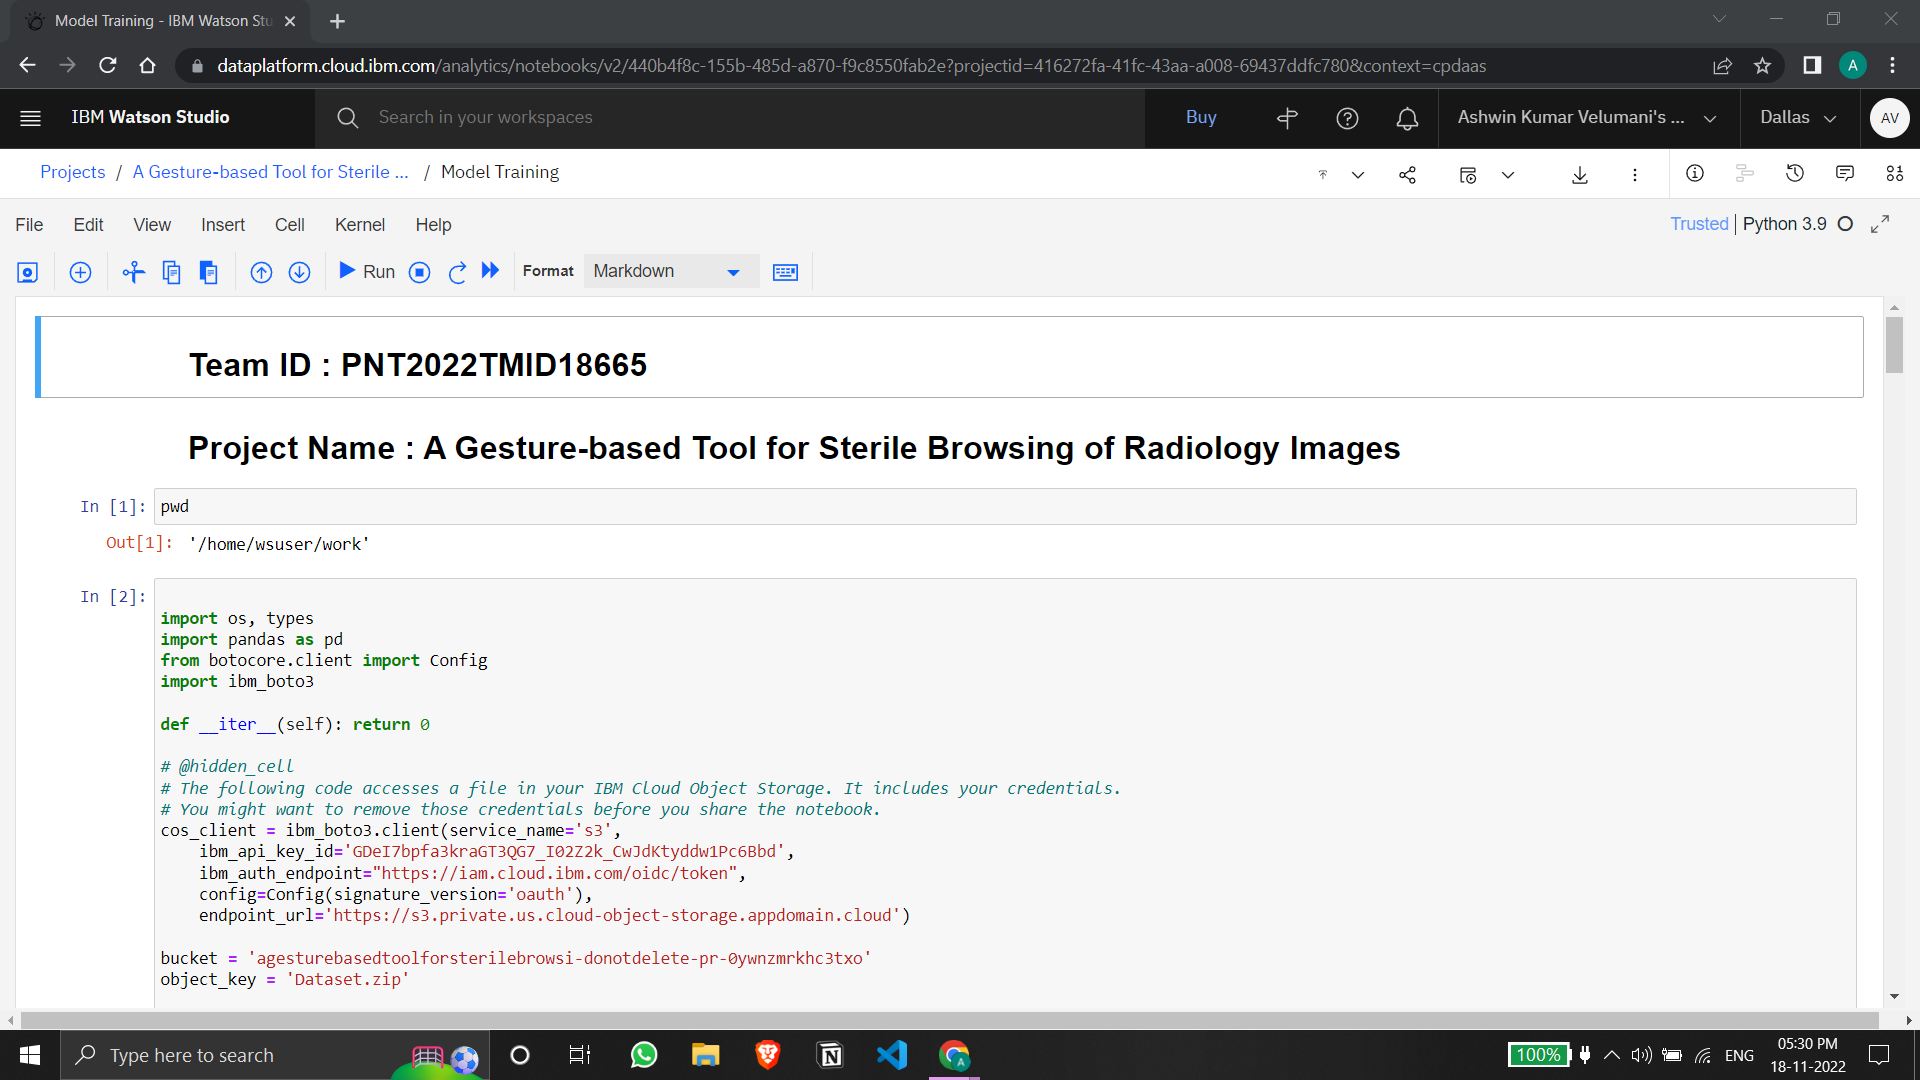 Model Training - IBM Watson Stu
dataplatform.cloud.ibm.com/analytics/notebooks/v2/440b4f8c-155b-485d-a870-f9c8550fab2e?projectid=416272fa-41fc-43aa-a008-69437ddfc780&context=cpdaas
A
IBM Watson Studio
Search in your workspaces
Buy
Ashwin Kumar Velumani's ...
Dallas
AV
Projects / A Gesture-based Tool for Sterile ... / Model Training
File Edit View Insert Cell Kernel Help
Trusted | Python 3.9
Run
Format
Markdown
Team ID : PNT2022TMID18665
Project Name : A Gesture-based Tool for Sterile Browsing of Radiology Images
In [1]: pwd
Out[1]: '/home/wsuser/work'
In [2]:
import os, types
import pandas as pd
from botocore.client import Config
import ibm_boto3
def __iter__(self): return 0
# @hidden_cell
# The following code accesses a file in your IBM Cloud Object Storage. It includes your credentials.
# You might want to remove those credentials before you share the notebook.
cos_client = ibm_boto3.client(service_name='s3',
ibm_api_key_id='GDeI7bpfa3kraGT3QG7_I02Z2k_CwJdKtyddw1Pc6Bbd',
ibm_auth_endpoint="https://iam.cloud.ibm.com/oidc/token",
config=Config(signature_version='oauth'),
endpoint_url='https://s3.private.us.cloud-object-storage.appdomain.cloud')
bucket = 'agesturebasedtoolforsterilebrowsi-donotdelete-pr-0ywnzmrkhc3txo'
object_key = 'Dataset.zip'
Type here to search
100%
ENG
05:30 PM
18-11-2022